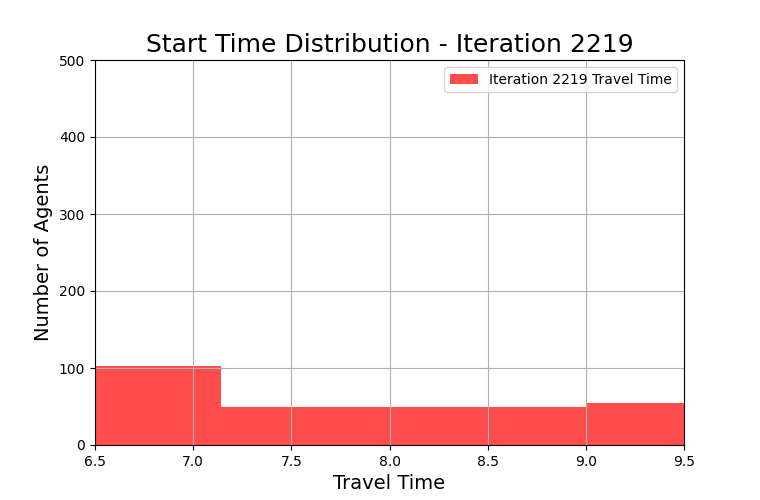 Start Time Distribution - Iteration 2219
Iteration 2219 Travel Time
Number of Agents
500
400
300
200
100
0
6.5 7.0 7.5 8.0 8.5 9.0 9.5
Travel Time